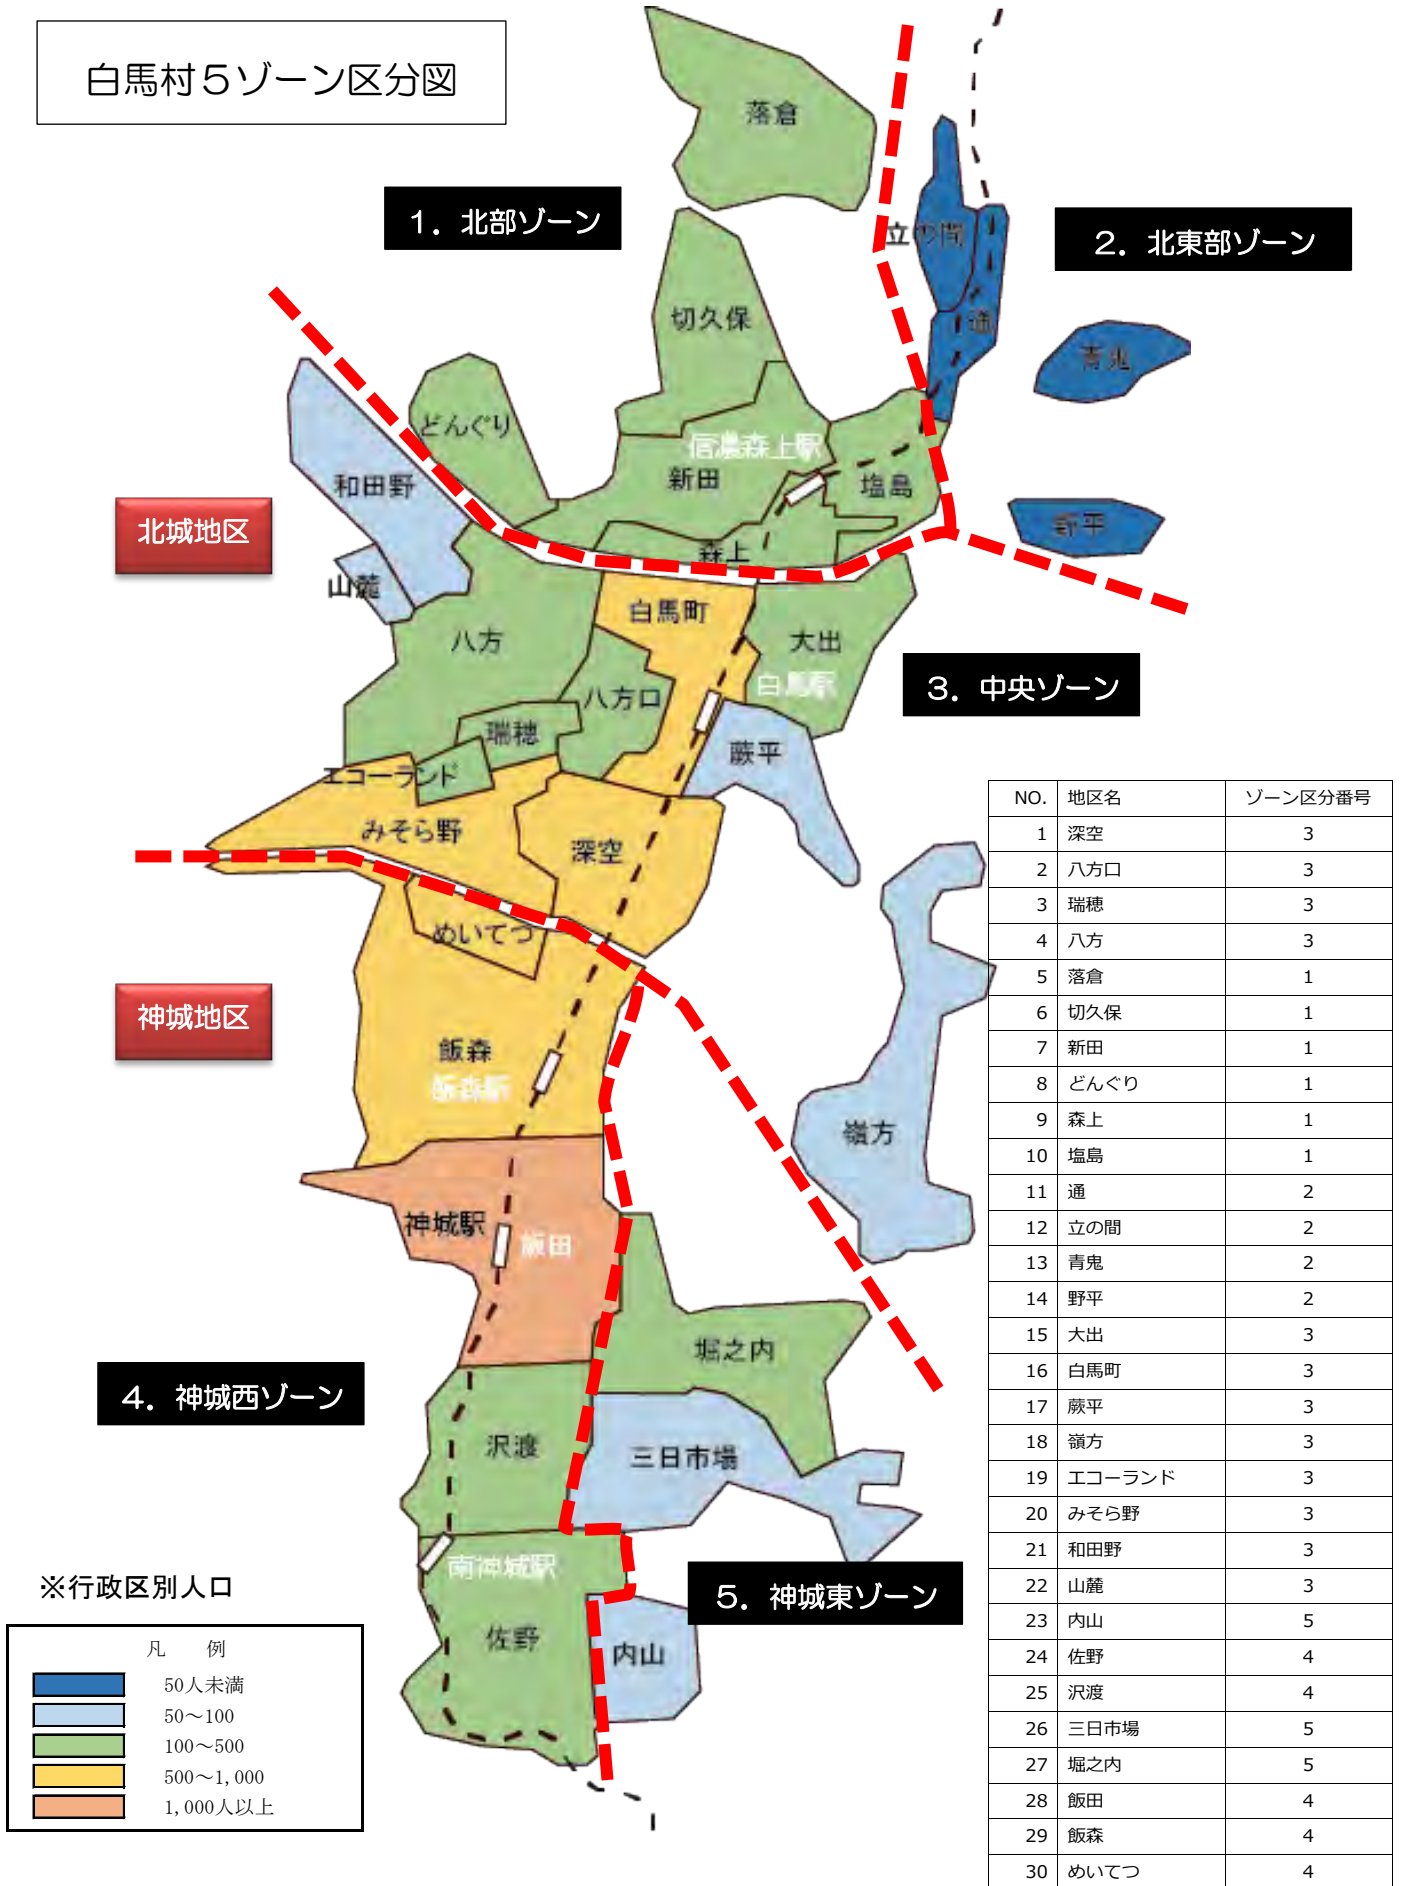 白馬村５ゾーン区分図
落倉
１．北部ゾーン
立の間
２．北東部ゾーン
切久保
通
青鬼
どんぐり
信濃森上駅
和田野
新田
塩島
北城地区
野平
森上
山麓
白馬町
八方
大出
白馬駅
３．中央ゾーン
八方口
瑞穂
蕨平
エコーランド
みそら野
深空
めいてつ
神城地区
飯森
飯森駅
嶺方
神城駅
飯田
堀之内
４．神城西ゾーン
沢渡
三日市場
南神城駅
５．神城東ゾーン
佐野
内山
※行政区別人口
凡　例
50人未満
50～100
100～500
500～1,000
1,000人以上
NO. 地区名 ゾーン区分番号
1 深空 3
2 八方口 3
3 瑞穂 3
4 八方 3
5 落倉 1
6 切久保 1
7 新田 1
8 どんぐり 1
9 森上 1
10 塩島 1
11 通 2
12 立の間 2
13 青鬼 2
14 野平 2
15 大出 3
16 白馬町 3
17 蕨平 3
18 嶺方 3
19 エコーランド 3
20 みそら野 3
21 和田野 3
22 山麓 3
23 内山 5
24 佐野 4
25 沢渡 4
26 三日市場 5
27 堀之内 5
28 飯田 4
29 飯森 4
30 めいてつ 4